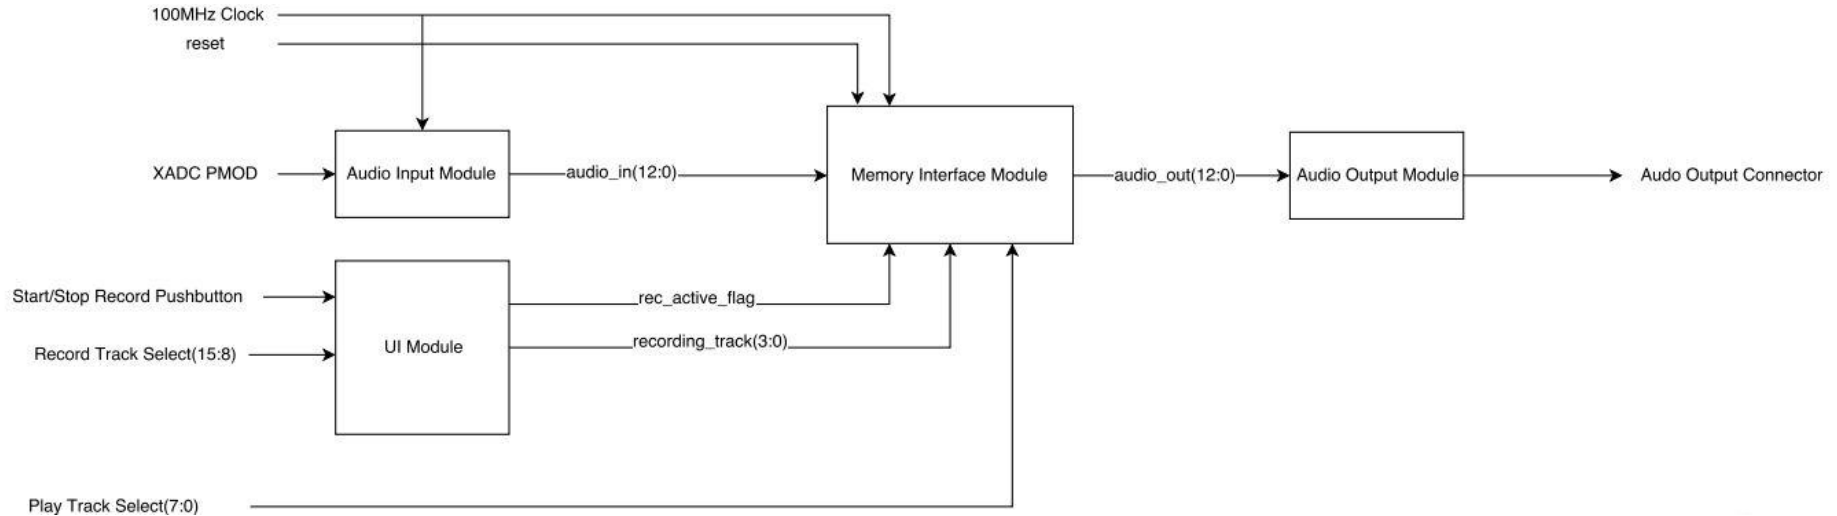 100MHz Clock
reset
XADC PMOD
Audio Input Module
audio_in(12:0)
Memory Interface Module
audio_out(12:0)
Audio Output Module
Audo Output Connector
Start/Stop Record Pushbutton
rec_active_flag
recording_track(3:0)
UI Module
Record Track Select(15:8)
Play Track Select(7:0)